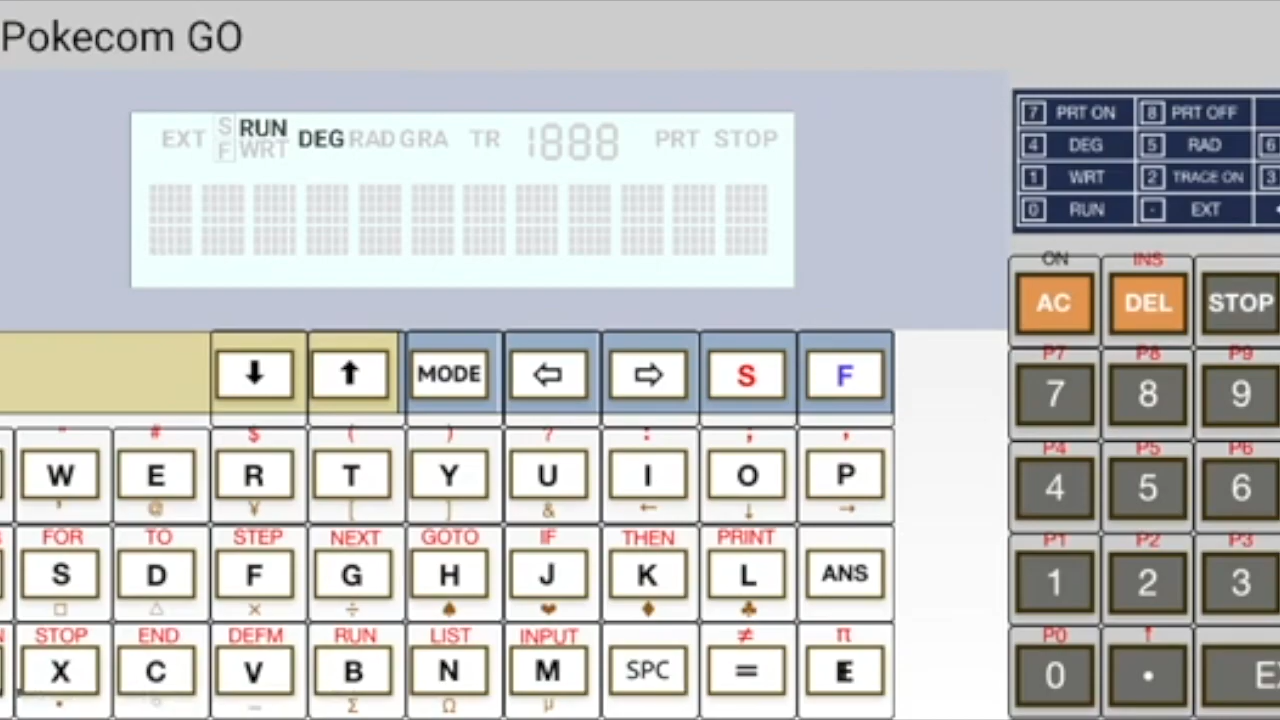 Pokecom GO
EXT S F RUN WRT DEG RAD GRA TR 1888 PRT STOP
7 PRT ON 8 PRT OFF
4 DEG 5 RAD 6
1 WRT 2 TRACE ON 3
0 RUN · EXT
ON INS
AC DEL STOP
↓ ↑ MODE ⇦ ⇨ S F
P7 P8 P9
7 8 9
" # $ ( ) ? : ; ,
W E R T Y U I O P
' @ ¥ [ ] & ← ↓ →
P4 P5 P6
4 5 6
FOR TO STEP NEXT GOTO IF THEN PRINT
S D F G H J K L ANS
□ △ × ÷ ♠ ♥ ♦ ♣
P1 P2 P3
1 2 3
STOP END DEFM RUN LIST INPUT ≠ π
X C V B N M SPC = E
Σ Ω μ
P0 ↑
0 ·